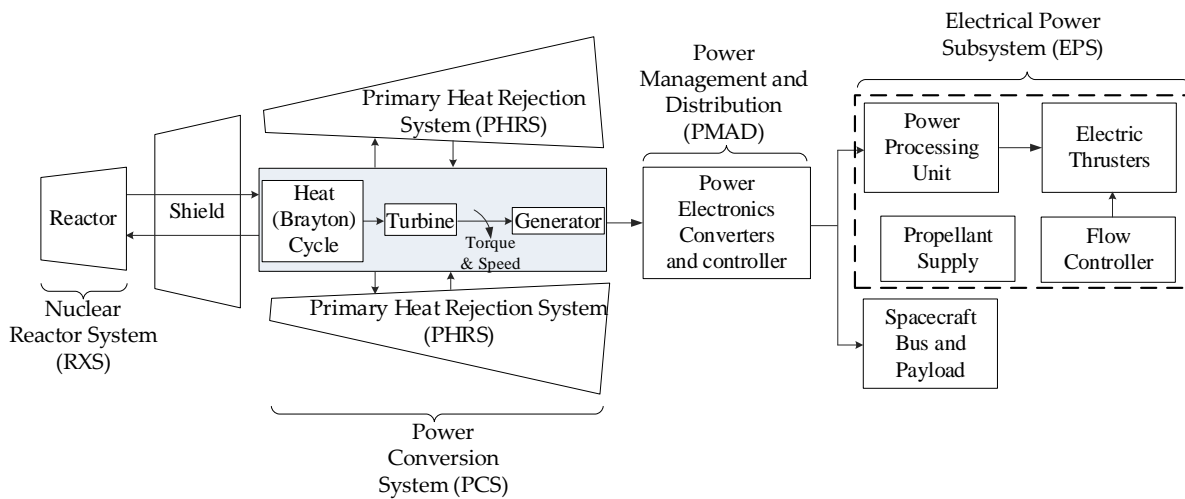 Electrical Power
Subsystem (EPS)
Power
Management and
Distribution
(PMAD)
Primary Heat Rejection
System (PHRS)
Power
Processing
Unit
Electric
Thrusters
Reactor
Shield
Heat
(Brayton)
Cycle
Turbine
Torque
& Speed
Generator
Power
Electronics
Converters
and controller
Propellant
Supply
Flow
Controller
Nuclear
Reactor System
(RXS)
Primary Heat Rejection System
(PHRS)
Spacecraft
Bus and
Payload
Power
Conversion
System (PCS)